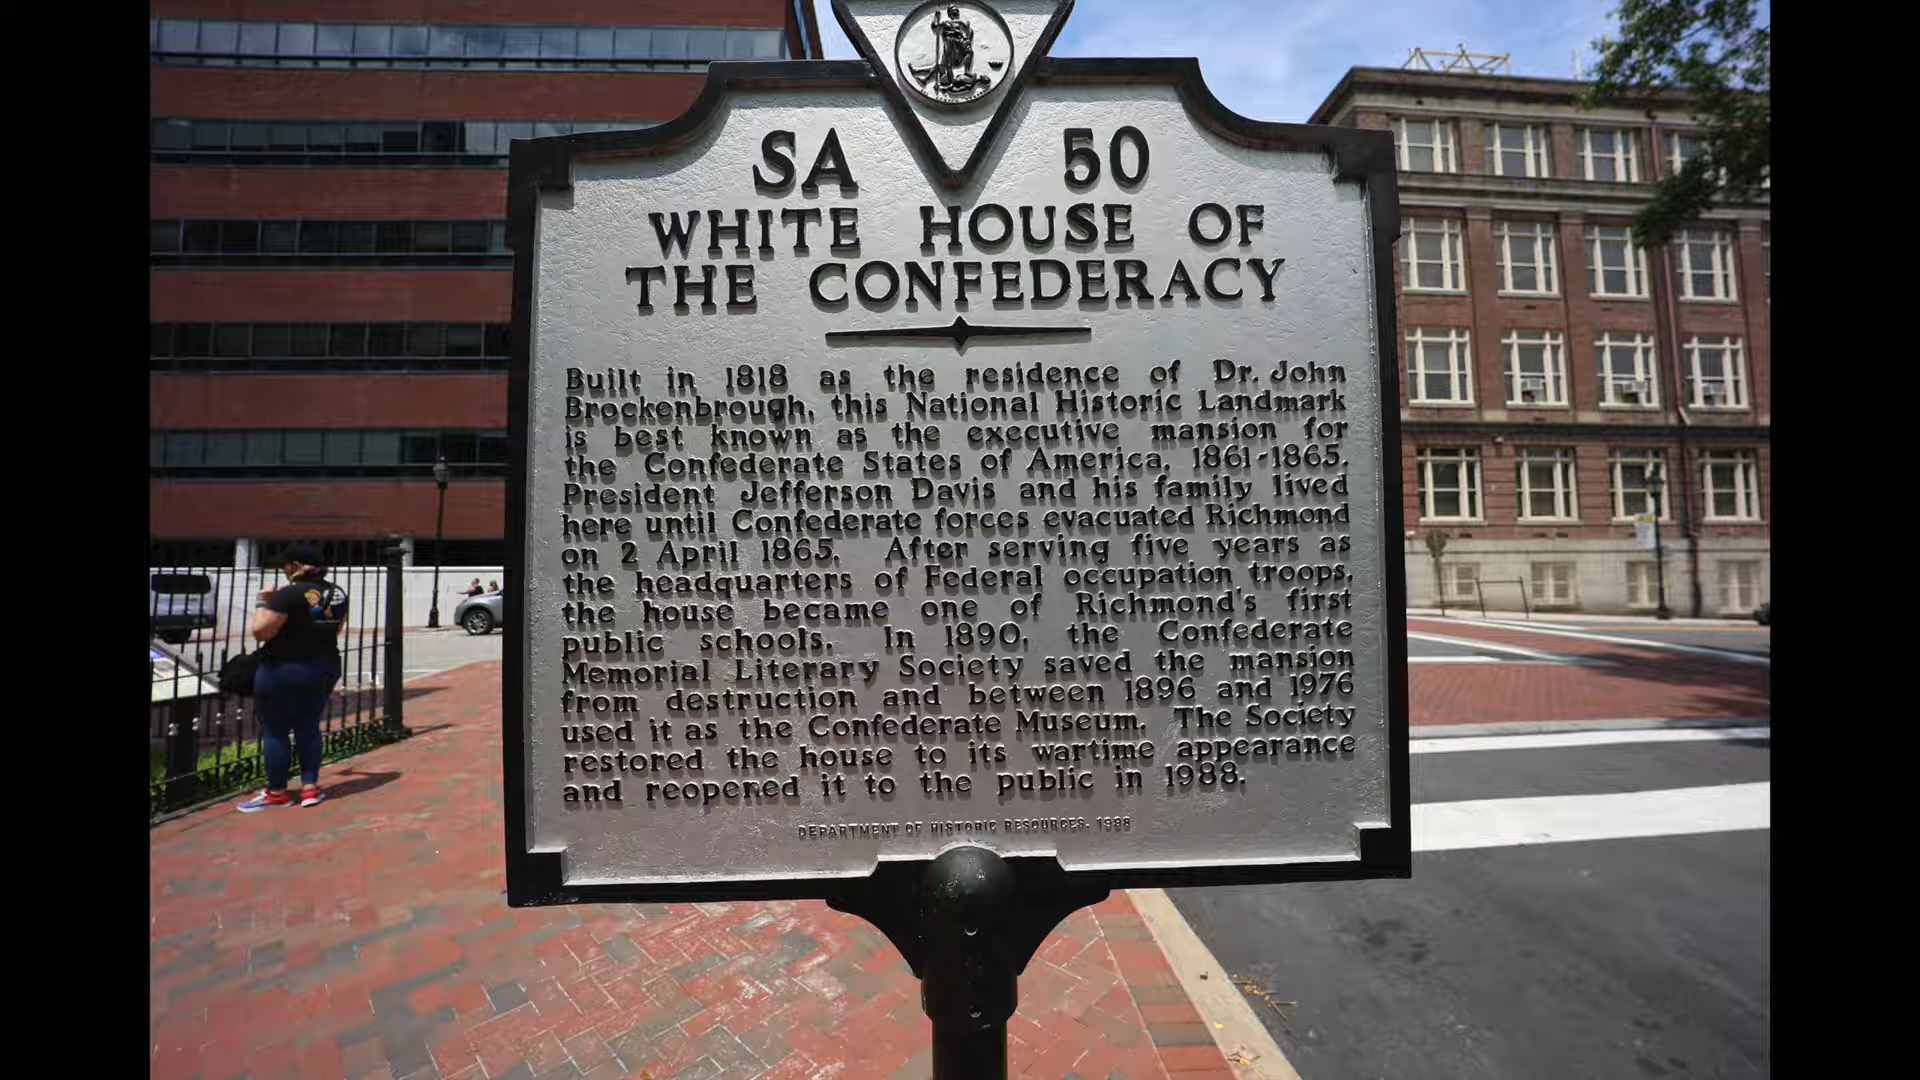 SA 50
WHITE HOUSE OF
THE CONFEDERACY
Built in 1818 as the residence of Dr. John
Brockenbrough, this National Historic Landmark
is best known as the executive mansion for
the Confederate States of America, 1861-1865.
President Jefferson Davis and his family lived
here until Confederate forces evacuated Richmond
on 2 April 1865. After serving five years as
the headquarters of Federal occupation troops,
the house became one of Richmond's first
public schools. In 1890, the Confederate
Memorial Literary Society saved the mansion
from destruction and between 1896 and 1976
used it as the Confederate Museum. The Society
restored the house to its wartime appearance
and reopened it to the public in 1988.
DEPARTMENT OF HISTORIC RESOURCES, 1998